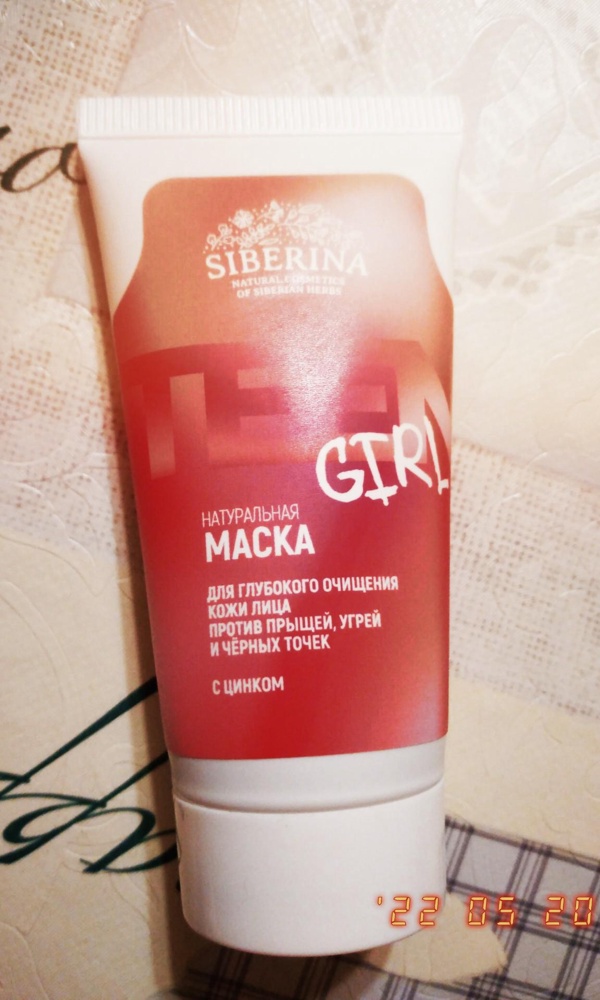 SIBERINA
NATURAL COSMETICS
OF SIBERIAN HERBS
TEEN
GIRL
НАТУРАЛЬНАЯ
МАСКА
ДЛЯ ГЛУБОКОГО ОЧИЩЕНИЯ
КОЖИ ЛИЦА
ПРОТИВ ПРЫЩЕЙ, УГРЕЙ
И ЧЁРНЫХ ТОЧЕК
С ЦИНКОМ
'22 05 20